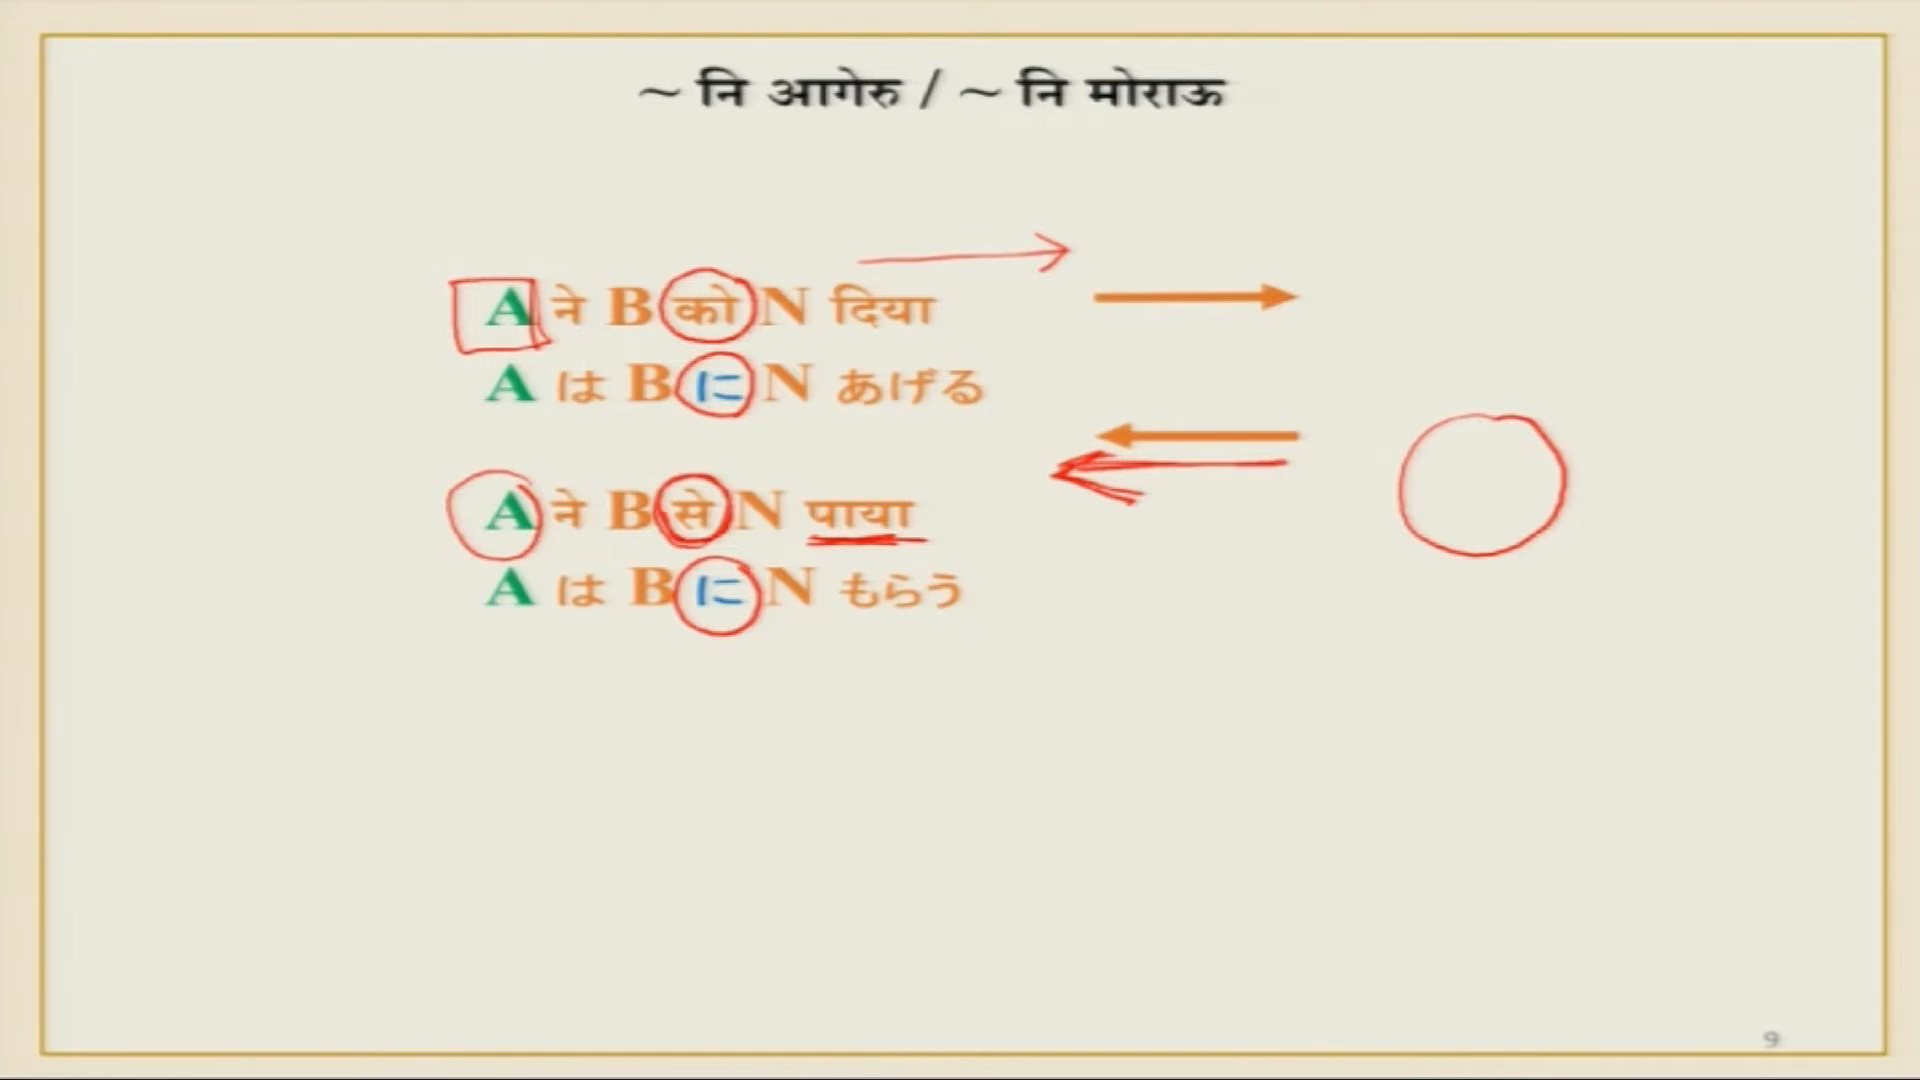 ~ नि आगेरु / ~ नि मोराऊ
A ने B को N दिया
A は B に N あげる
A ने B से N पाया
A は B に N もらう
9